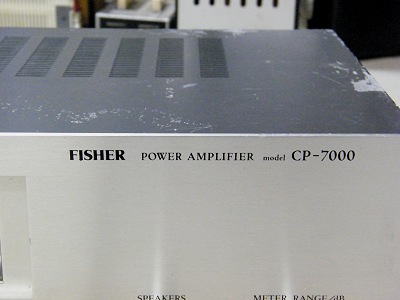 FISHER POWER AMPLIFIER model CP-7000
SPEAKERS METER RANGE/dB